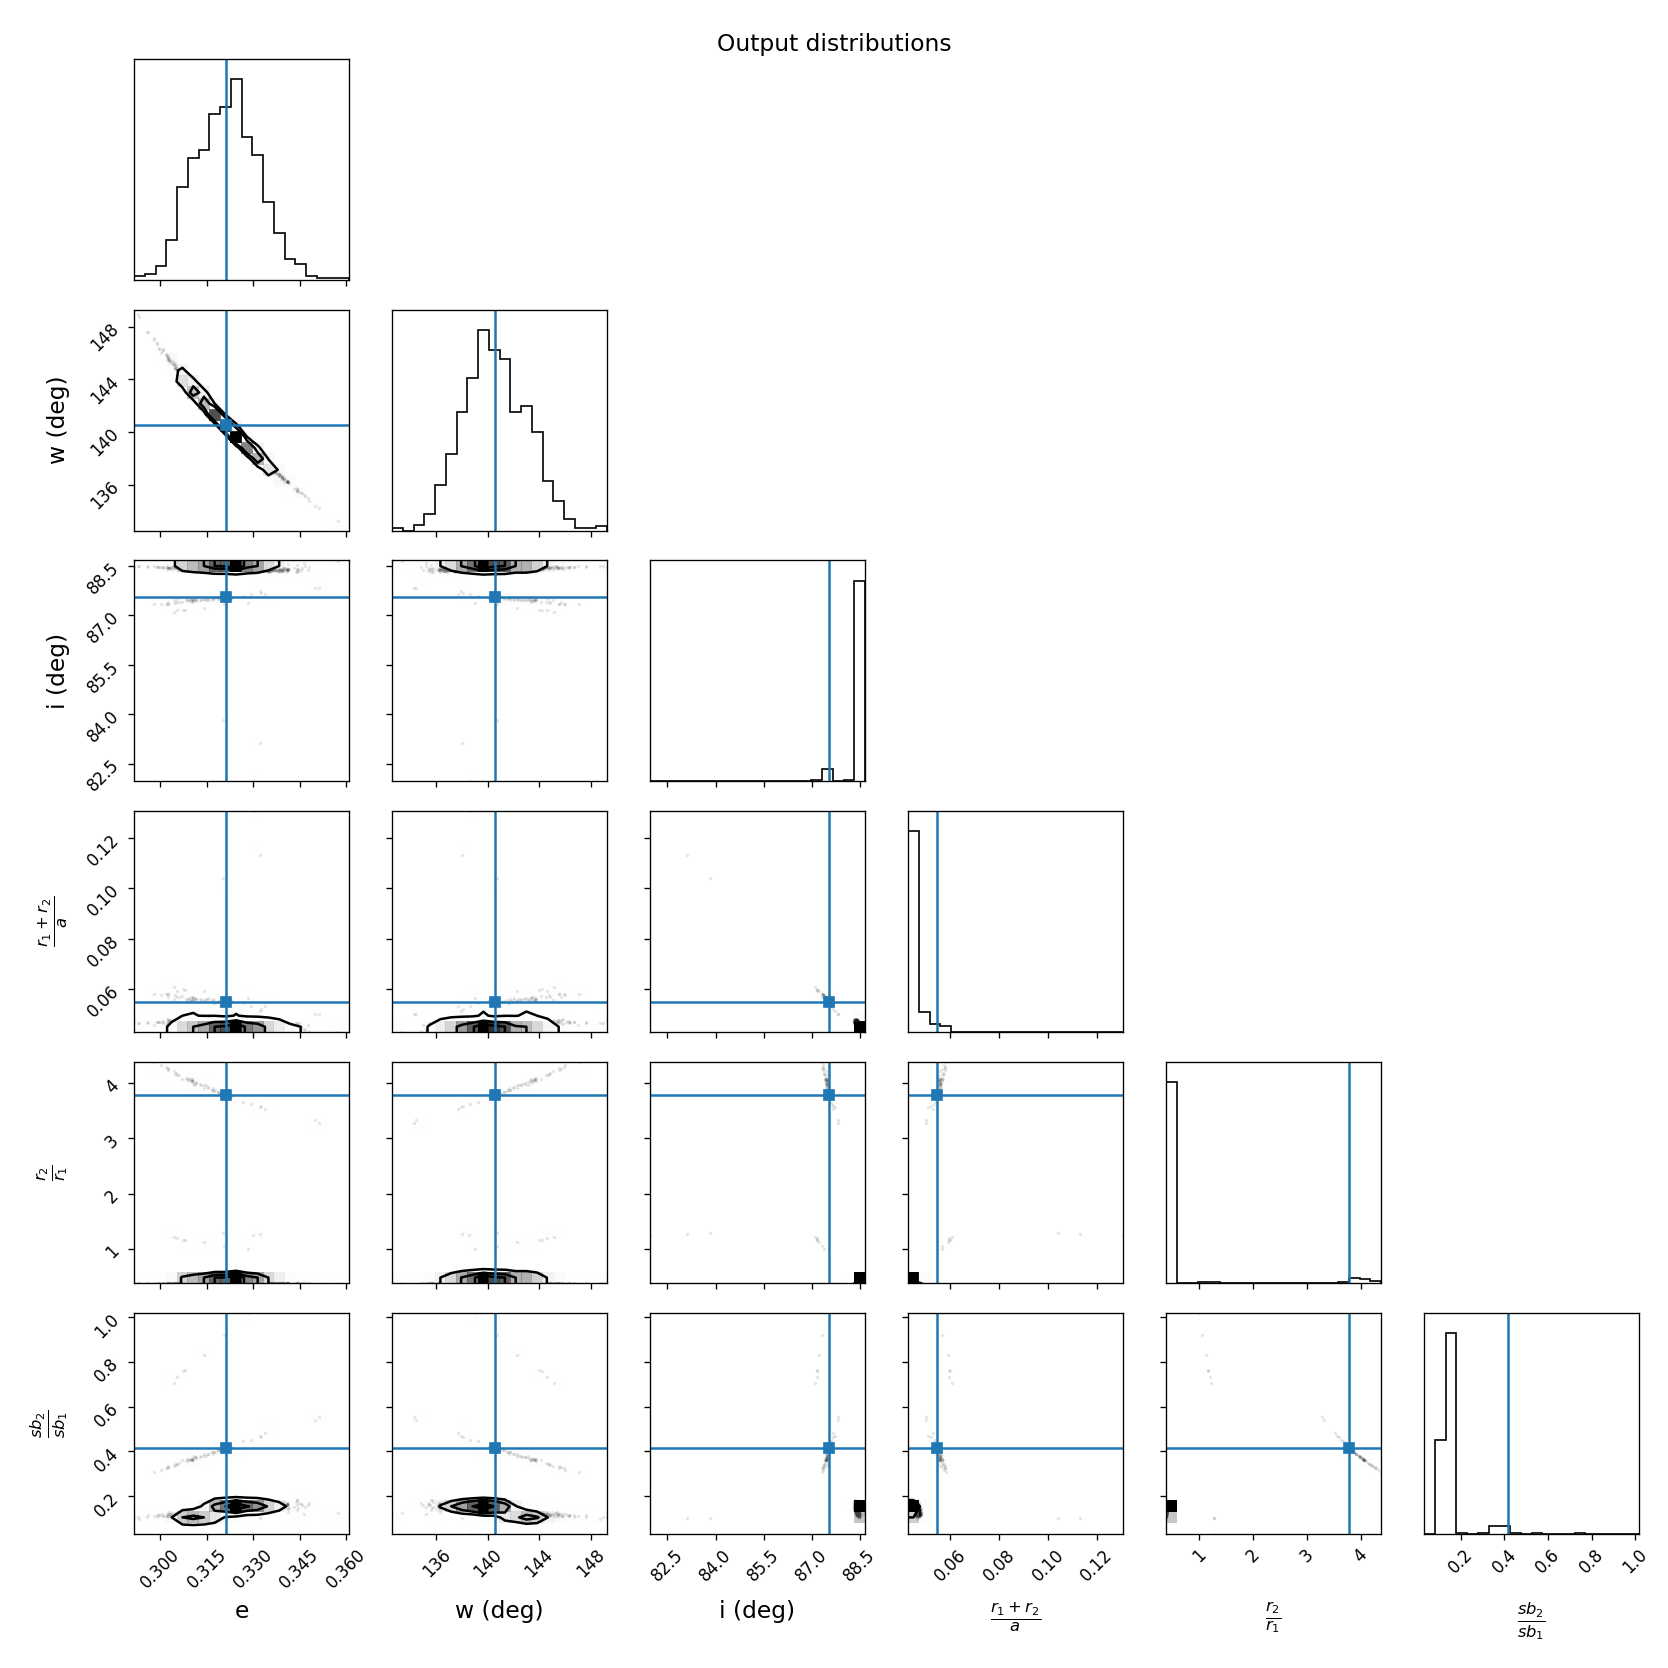 Output distributions
w (deg)
148
144
140
136
i (deg)
88.5
87.0
85.5
84.0
82.5
r₁ + r₂
a
0.12
0.10
0.08
0.06
r₂
r₁
4
3
2
1
sb₂
sb₁
1.0
0.8
0.6
0.4
0.2
0.300 0.315 0.330 0.345 0.360
136 140 144 148
82.5 84.0 85.5 87.0 88.5
0.06 0.08 0.10 0.12
1 2 3 4
0.2 0.4 0.6 0.8 1.0
e
w (deg)
i (deg)
r₁ + r₂
a
r₂
r₁
sb₂
sb₁